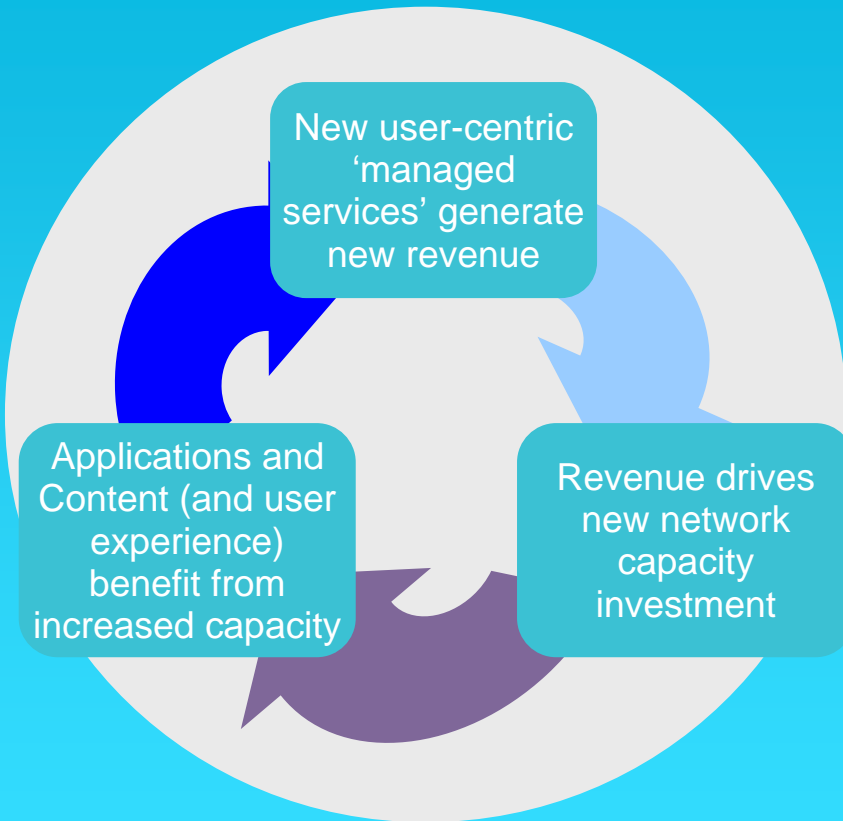 New user-centric
‘managed
services’ generate
new revenue
Applications and
Content (and user
experience)
benefit from
increased capacity
Revenue drives
new network
capacity
investment